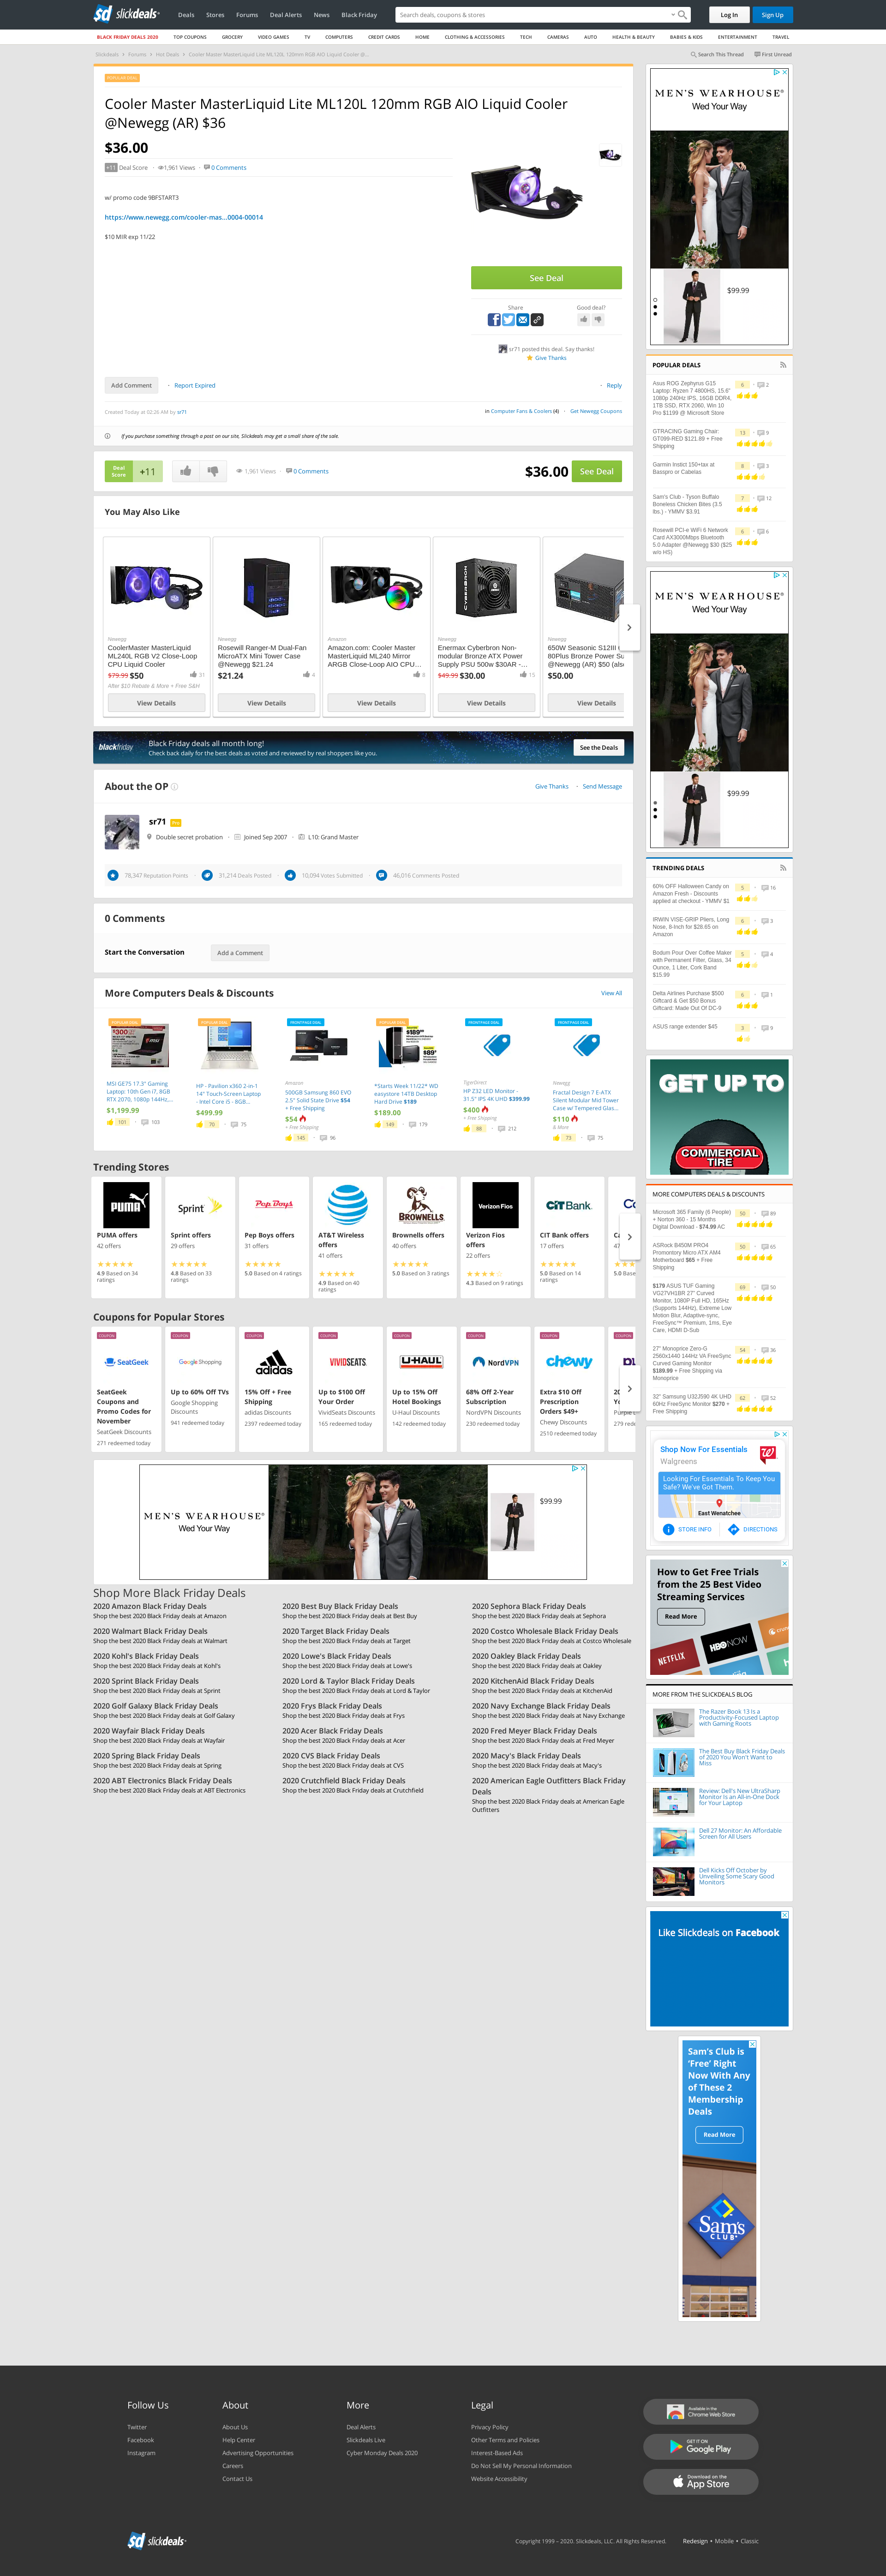 slickdeals
Deals
Stores
Forums
Deal Alerts
News
Black Friday
Search deals, coupons & stores
Log In
Sign Up
BLACK FRIDAY DEALS 2020
TOP COUPONS
GROCERY
VIDEO GAMES
TV
COMPUTERS
CREDIT CARDS
HOME
CLOTHING & ACCESSORIES
TECH
CAMERAS
AUTO
HEALTH & BEAUTY
BABIES & KIDS
ENTERTAINMENT
TRAVEL
Slickdeals > Forums > Hot Deals > Cooler Master MasterLiquid Lite ML120L 120mm RGB AIO Liquid Cooler @...
Search This Thread
First Unread
POPULAR DEAL
Cooler Master MasterLiquid Lite ML120L 120mm RGB AIO Liquid Cooler
@Newegg (AR) $36
$36.00
+11 Deal Score
1,961 Views
0 Comments
w/ promo code 9BFSTART3
https://www.newegg.com/cooler-mas...0004-00014
$10 MIR exp 11/22
See Deal
Share
Good deal?
sr71 posted this deal. Say thanks!
Give Thanks
Add Comment
Report Expired
Reply
Created Today at 02:26 AM by sr71
in Computer Fans & Coolers (4)
Get Newegg Coupons
If you purchase something through a post on our site, Slickdeals may get a small share of the sale.
Deal
Score
+11
1,961 Views
0 Comments
$36.00
See Deal
You May Also Like
Newegg
CoolerMaster MasterLiquid
ML240L RGB V2 Close-Loop
CPU Liquid Cooler
$79.99 $50
31
After $10 Rebate & More + Free S&H
View Details
Newegg
Rosewill Ranger-M Dual-Fan
MicroATX Mini Tower Case
@Newegg $21.24
$21.24
4
View Details
Amazon
Amazon.com: Cooler Master
MasterLiquid ML240 Mirror
ARGB Close-Loop AIO CPU...
8
View Details
Newegg
Enermax Cyberbron Non-
modular Bronze ATX Power
Supply PSU 500w $30AR -...
$49.99 $30.00
15
View Details
Newegg
650W Seasonic S12III
80Plus Bronze Power Su
@Newegg (AR) $50 (als
$50.00
View Details
blackfriday
Black Friday deals all month long!
Check back daily for the best deals as voted and reviewed by real shoppers like you.
See the Deals
About the OP
Give Thanks
Send Message
sr71
Pro
Double secret probation
Joined Sep 2007
L10: Grand Master
78,347 Reputation Points
31,214 Deals Posted
10,094 Votes Submitted
46,016 Comments Posted
0 Comments
Start the Conversation
Add a Comment
More Computers Deals & Discounts
View All
POPULAR DEAL
MSI GE75 17.3" Gaming
Laptop: 10th Gen i7, 8GB
RTX 2070, 1080p 144Hz,...
$1,199.99
101
103
POPULAR DEAL
HP - Pavilion x360 2-in-1
14" Touch-Screen Laptop
- Intel Core i5 - 8GB...
$499.99
70
75
FRONTPAGE DEAL
Amazon
500GB Samsung 860 EVO
2.5" Solid State Drive $54
+ Free Shipping
$54
+ Free Shipping
145
96
POPULAR DEAL
*Starts Week 11/22* WD
easystore 14TB Desktop
Hard Drive $189
$189.00
149
179
FRONTPAGE DEAL
TigerDirect
HP Z32 LED Monitor -
31.5" IPS 4K UHD $399.99
$400
+ Free Shipping
88
212
FRONTPAGE DEAL
Newegg
Fractal Design 7 E-ATX
Silent Modular Mid Tower
Case w/ Tempered Glas...
$110
& More
73
75
Trending Stores
PUMA
PUMA offers
42 offers
4.9 Based on 34
ratings
Sprint
Sprint offers
29 offers
4.8 Based on 33
ratings
Pep Boys
Pep Boys offers
31 offers
5.0 Based on 4 ratings
AT&T
AT&T Wireless
offers
41 offers
4.9 Based on 40
ratings
BROWNELLS
Brownells offers
40 offers
5.0 Based on 3 ratings
Verizon Fios
Verizon Fios
offers
22 offers
4.3 Based on 9 ratings
CIT BANK
CIT Bank offers
17 offers
5.0 Based on 14
ratings
Coupons for Popular Stores
COUPON
SeatGeek
SeatGeek
Coupons and
Promo Codes for
November
SeatGeek Discounts
271 redeemed today
COUPON
Google Shopping
Up to 60% Off TVs
Google Shopping
Discounts
941 redeemed today
COUPON
adidas
15% Off + Free
Shipping
adidas Discounts
2397 redeemed today
COUPON
VIVIDSEATS
Up to $100 Off
Your Order
VividSeats Discounts
165 redeemed today
COUPON
U-HAUL
Up to 15% Off
Hotel Bookings
U-Haul Discounts
142 redeemed today
COUPON
NordVPN
68% Off 2-Year
Subscription
NordVPN Discounts
230 redeemed today
COUPON
chewy
Extra $10 Off
Prescription
Orders $49+
Chewy Discounts
2510 redeemed today
COUPON
MEN'S WEARHOUSE
Wed Your Way
$99.99
Shop More Black Friday Deals
2020 Amazon Black Friday Deals
Shop the best 2020 Black Friday deals at Amazon
2020 Best Buy Black Friday Deals
Shop the best 2020 Black Friday deals at Best Buy
2020 Sephora Black Friday Deals
Shop the best 2020 Black Friday deals at Sephora
2020 Walmart Black Friday Deals
Shop the best 2020 Black Friday deals at Walmart
2020 Target Black Friday Deals
Shop the best 2020 Black Friday deals at Target
2020 Costco Wholesale Black Friday Deals
Shop the best 2020 Black Friday deals at Costco Wholesale
2020 Kohl's Black Friday Deals
Shop the best 2020 Black Friday deals at Kohl's
2020 Lowe's Black Friday Deals
Shop the best 2020 Black Friday deals at Lowe's
2020 Oakley Black Friday Deals
Shop the best 2020 Black Friday deals at Oakley
2020 Sprint Black Friday Deals
Shop the best 2020 Black Friday deals at Sprint
2020 Lord & Taylor Black Friday Deals
Shop the best 2020 Black Friday deals at Lord & Taylor
2020 KitchenAid Black Friday Deals
Shop the best 2020 Black Friday deals at KitchenAid
2020 Golf Galaxy Black Friday Deals
Shop the best 2020 Black Friday deals at Golf Galaxy
2020 Frys Black Friday Deals
Shop the best 2020 Black Friday deals at Frys
2020 Navy Exchange Black Friday Deals
Shop the best 2020 Black Friday deals at Navy Exchange
2020 Wayfair Black Friday Deals
Shop the best 2020 Black Friday deals at Wayfair
2020 Acer Black Friday Deals
Shop the best 2020 Black Friday deals at Acer
2020 Fred Meyer Black Friday Deals
Shop the best 2020 Black Friday deals at Fred Meyer
2020 Spring Black Friday Deals
Shop the best 2020 Black Friday deals at Spring
2020 CVS Black Friday Deals
Shop the best 2020 Black Friday deals at CVS
2020 Macy's Black Friday Deals
Shop the best 2020 Black Friday deals at Macy's
2020 ABT Electronics Black Friday Deals
Shop the best 2020 Black Friday deals at ABT Electronics
2020 Crutchfield Black Friday Deals
Shop the best 2020 Black Friday deals at Crutchfield
2020 American Eagle Outfitters Black Friday
Deals
Shop the best 2020 Black Friday deals at American Eagle
Outfitters
MEN'S WEARHOUSE
Wed Your Way
$99.99
POPULAR DEALS
Asus ROG Zephyrus G15
Laptop: Ryzen 7 4800HS, 15.6"
1080p 240Hz IPS, 16GB DDR4,
1TB SSD, RTX 2060, Win 10
Pro $1199 @ Microsoft Store
6
2
GTRACING Gaming Chair:
GT099-RED $121.89 + Free
Shipping
13
9
Garmin Instict 150+tax at
Basspro or Cabelas
8
3
Sam's Club - Tyson Buffalo
Boneless Chicken Bites (3.5
lbs.) - YMMV $3.91
7
12
Rosewill PCI-e WiFi 6 Network
Card AX3000Mbps Bluetooth
5.0 Adapter @Newegg $30 ($25
w/o HS)
6
6
MEN'S WEARHOUSE
Wed Your Way
$99.99
TRENDING DEALS
60% OFF Halloween Candy on
Amazon Fresh - Discounts
applied at checkout - YMMV $1
5
16
IRWIN VISE-GRIP Pliers, Long
Nose, 8-Inch for $28.65 on
Amazon
6
3
Bodum Pour Over Coffee Maker
with Permanent Filter, Glass, 34
Ounce, 1 Liter, Cork Band
$15.99
5
4
Delta Airlines Purchase $500
Giftcard & Get $50 Bonus
Giftcard: Made Out Of DC-9
6
1
ASUS range extender $45
3
9
GET UP TO
COMMERCIAL
TIRE
MORE COMPUTERS DEALS & DISCOUNTS
Microsoft 365 Family (6 People)
+ Norton 360 - 15 Months
Digital Download - $74.99 AC
50
89
ASRock B450M PRO4
Promontory Micro ATX AM4
Motherboard $65 + Free
Shipping
50
65
$179 ASUS TUF Gaming
VG27VH1BR 27" Curved
Monitor, 1080P Full HD, 165Hz
(Supports 144Hz), Extreme Low
Motion Blur, Adaptive-sync,
FreeSync™ Premium, 1ms, Eye
Care, HDMI D-Sub
69
50
27" Monoprice Zero-G
2560x1440 144Hz VA FreeSync
Curved Gaming Monitor
$189.99 + Free Shipping via
Monoprice
54
36
32" Samsung U32J590 4K UHD
60Hz FreeSync Monitor $270 +
Free Shipping
62
52
Shop Now For Essentials
Walgreens
Looking For Essentials To Keep You
Safe? We've Got Them.
East Wenatchee
STORE INFO
DIRECTIONS
How to Get Free Trials
from the 25 Best Video
Streaming Services
Read More
NETFLIX
HBO NOW
MORE FROM THE SLICKDEALS BLOG
The Razer Book 13 Is a
Productivity-Focused Laptop
with Gaming Roots
The Best Buy Black Friday Deals
of 2020 You Won't Want to
Miss
Review: Dell's New UltraSharp
Monitor Is an All-in-One Dock
for Your Laptop
Dell 27 Monitor: An Affordable
Screen for All Users
Dell Kicks Off October by
Unveiling Some Scary Good
Monitors
Like Slickdeals on Facebook
Sam's Club is
'Free' Right
Now With Any
of These 2
Membership
Deals
Read More
Sam's
CLUB
Follow Us
Twitter
Facebook
Instagram
About
About Us
Help Center
Advertising Opportunities
Careers
Contact Us
More
Deal Alerts
Slickdeals Live
Cyber Monday Deals 2020
Legal
Privacy Policy
Other Terms and Policies
Interest-Based Ads
Do Not Sell My Personal Information
Website Accessibility
Available in the
Chrome Web Store
GET IT ON
Google Play
Download on the
App Store
slickdeals
Copyright 1999 – 2020. Slickdeals, LLC. All Rights Reserved.
Redesign • Mobile • Classic